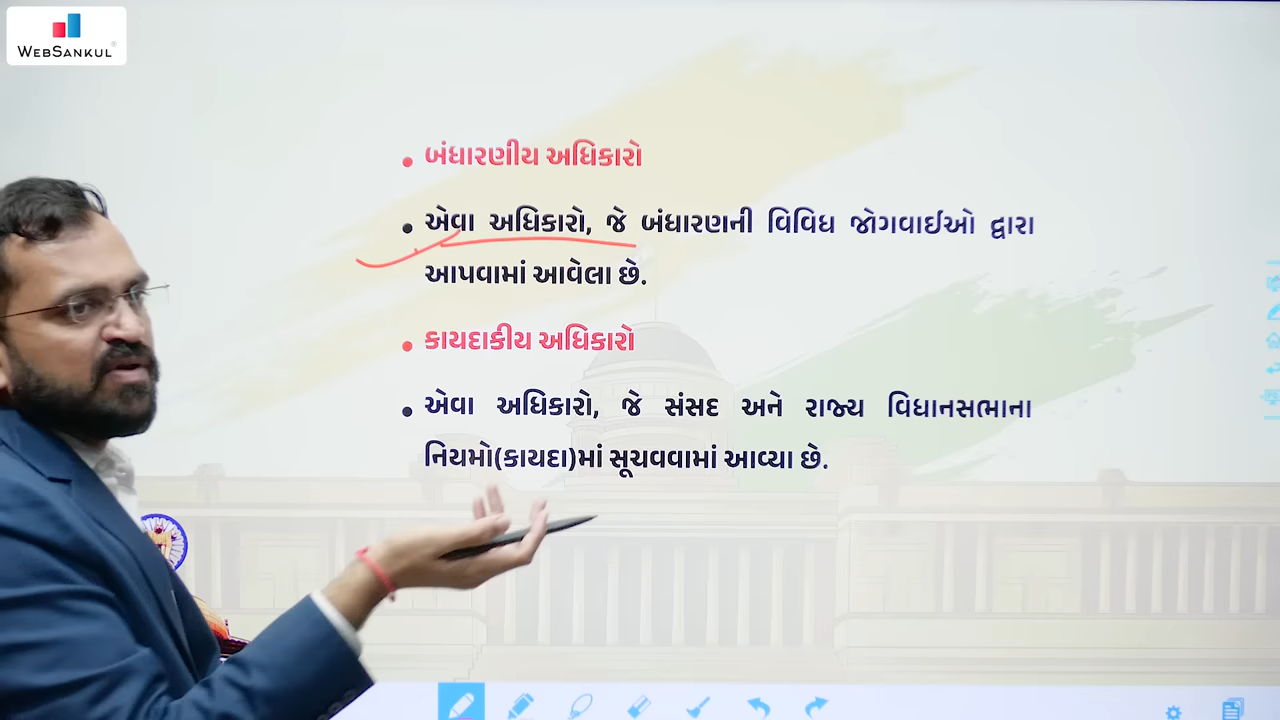 WEBSANKUL
બંધારણીય અધિકારો
એવા અધિકારો, જે બંધારણની વિવિધ જોગવાઈઓ દ્વારા
આપવામાં આવેલા છે.
કાયદાકીય અધિકારો
એવા અધિકારો, જે સંસદ અને રાજ્ય વિધાનસભાના
નિયમો(કાયદા)માં સૂચવવામાં આવ્યા છે.